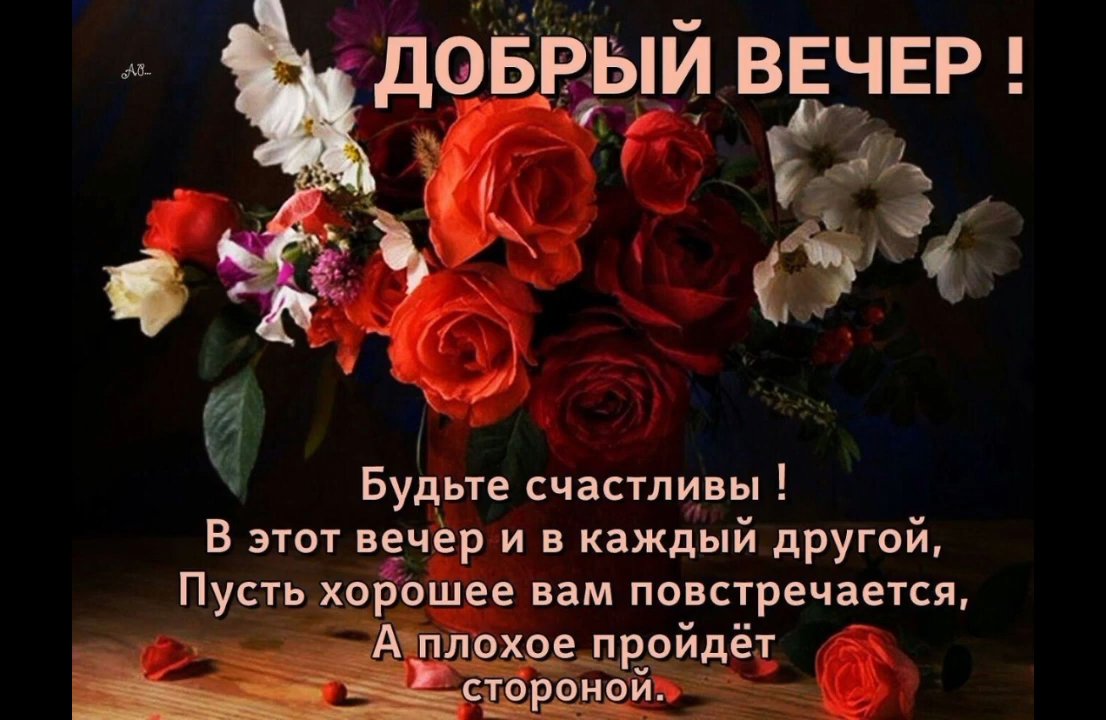 ДОБРЫЙ ВЕЧЕР !
Будьте счастливы !
В этот вечер и в каждый другой,
Пусть хорошее вам повстречается,
А плохое пройдёт
стороной.